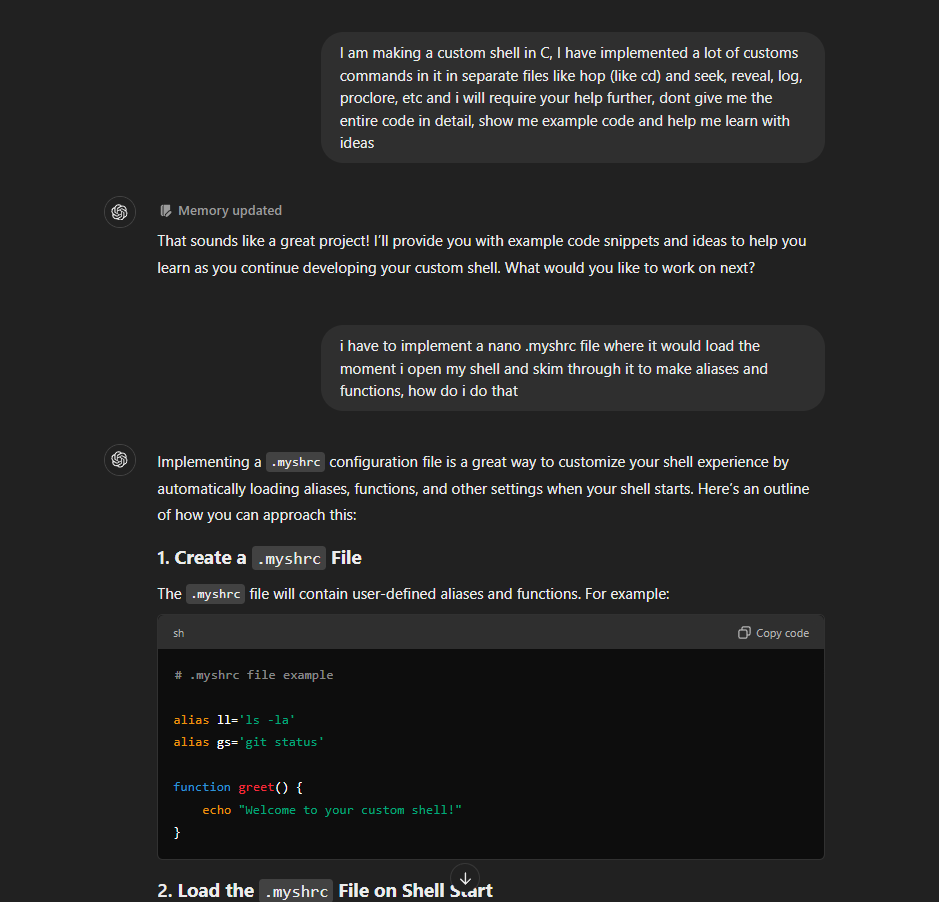 I am making a custom shell in C, I have implemented a lot of customs
commands in it in separate files like hop (like cd) and seek, reveal, log,
proclore, etc and i will require your help further, dont give me the
entire code in detail, show me example code and help me learn with
ideas
Memory updated
That sounds like a great project! I’ll provide you with example code snippets and ideas to help you
learn as you continue developing your custom shell. What would you like to work on next?
i have to implement a nano .myshrc file where it would load the
moment i open my shell and skim through it to make aliases and
functions, how do i do that
Implementing a .myshrc configuration file is a great way to customize your shell experience by
automatically loading aliases, functions, and other settings when your shell starts. Here’s an outline
of how you can approach this:
1. Create a .myshrc File
The .myshrc file will contain user-defined aliases and functions. For example:
sh
Copy code
# .myshrc file example
alias ll='ls -la'
alias gs='git status'
function greet() {
    echo "Welcome to your custom shell!"
}
2. Load the .myshrc File on Shell Start